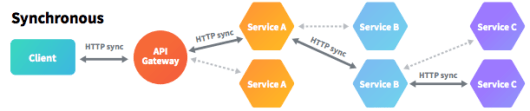 Synchronous
Client
HTTP sync
API
Gateway
HTTP sync
Service A
Service A
HTTP sync
Service B
Service B
HTTP sync
Service C
Service C